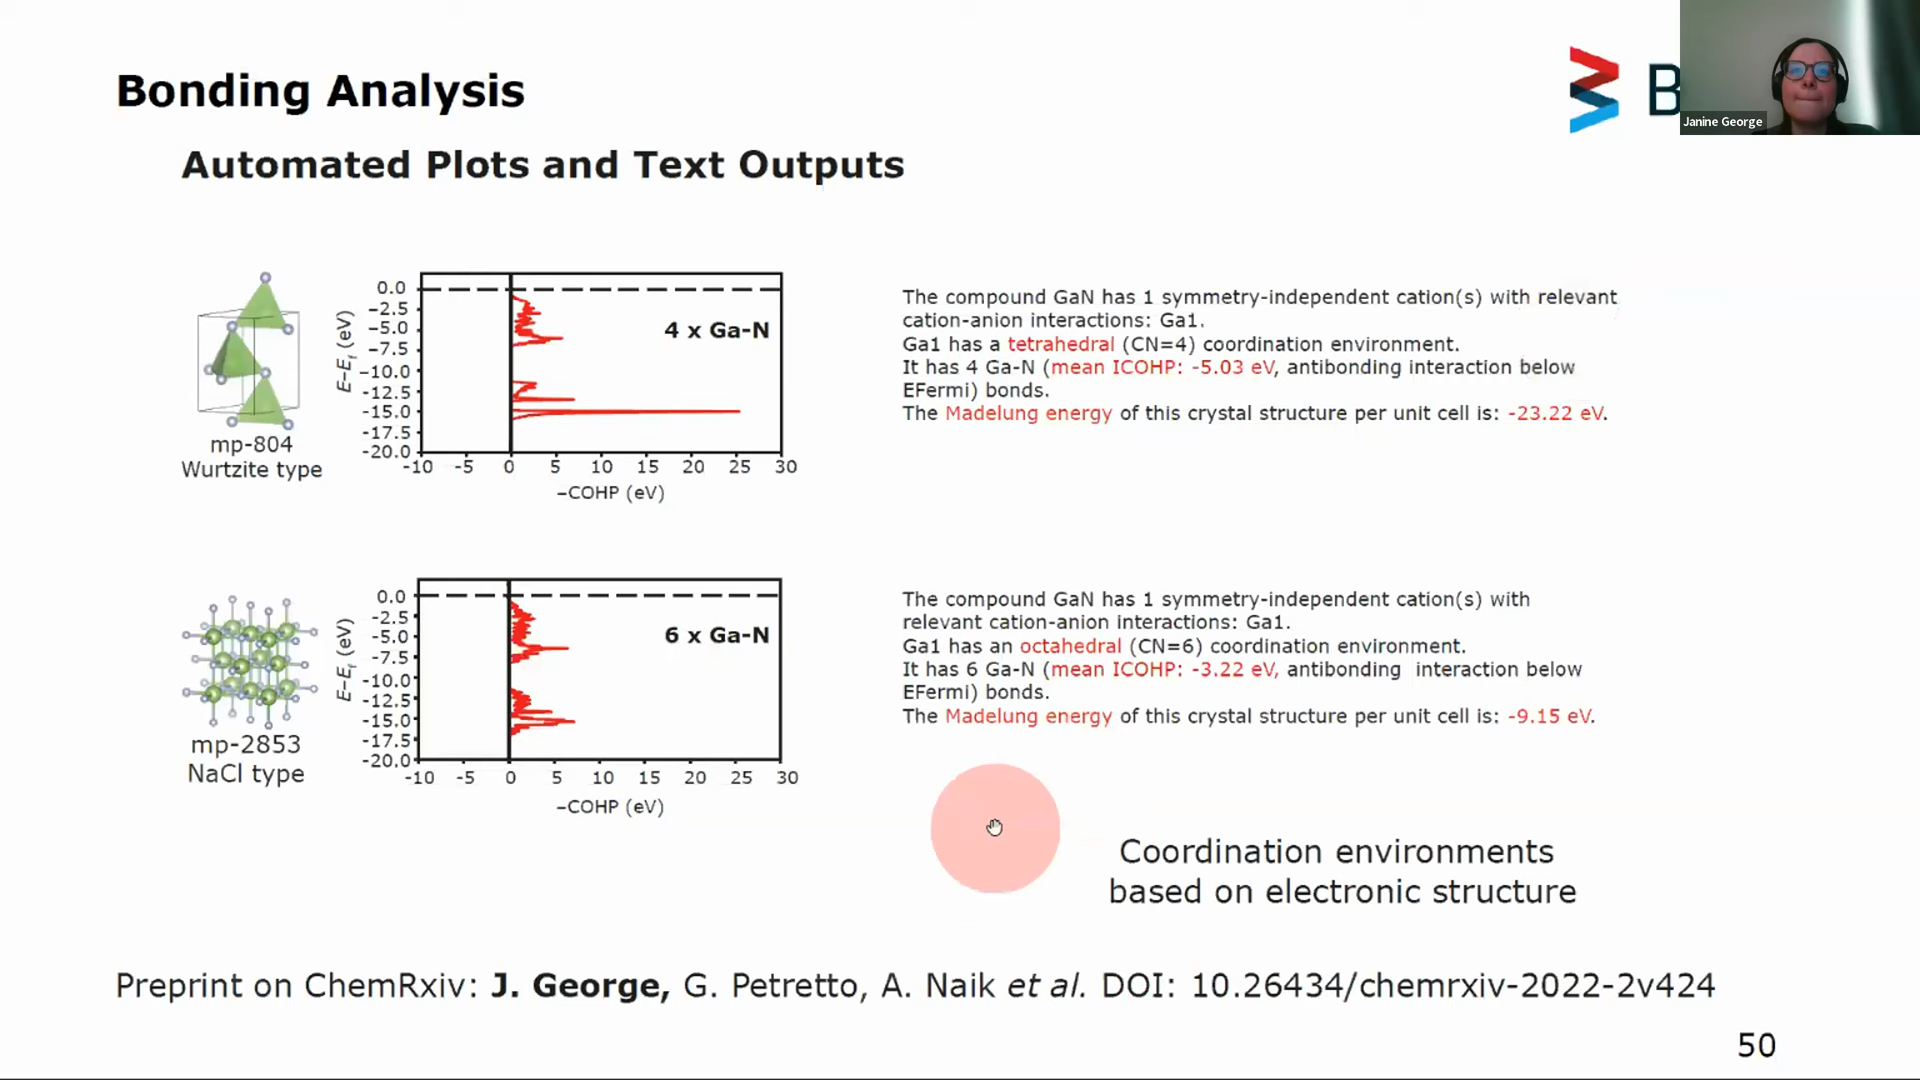 Bonding Analysis
B
Janine George
Automated Plots and Text Outputs
0.0
-2.5
-5.0
-7.5
-10.0
-12.5
-15.0
-17.5
-20.0
E–Ef (eV)
4 x Ga-N
-10 -5 0 5 10 15 20 25 30
–COHP (eV)
mp-804
Wurtzite type
The compound GaN has 1 symmetry-independent cation(s) with relevant
cation-anion interactions: Ga1.
Ga1 has a tetrahedral (CN=4) coordination environment.
It has 4 Ga-N (mean ICOHP: -5.03 eV, antibonding interaction below
EFermi) bonds.
The Madelung energy of this crystal structure per unit cell is: -23.22 eV.
0.0
-2.5
-5.0
-7.5
-10.0
-12.5
-15.0
-17.5
-20.0
E–Ef (eV)
6 x Ga-N
-10 -5 0 5 10 15 20 25 30
–COHP (eV)
mp-2853
NaCl type
The compound GaN has 1 symmetry-independent cation(s) with
relevant cation-anion interactions: Ga1.
Ga1 has an octahedral (CN=6) coordination environment.
It has 6 Ga-N (mean ICOHP: -3.22 eV, antibonding interaction below
EFermi) bonds.
The Madelung energy of this crystal structure per unit cell is: -9.15 eV.
Coordination environments
based on electronic structure
Preprint on ChemRxiv: J. George, G. Petretto, A. Naik et al. DOI: 10.26434/chemrxiv-2022-2v424
50